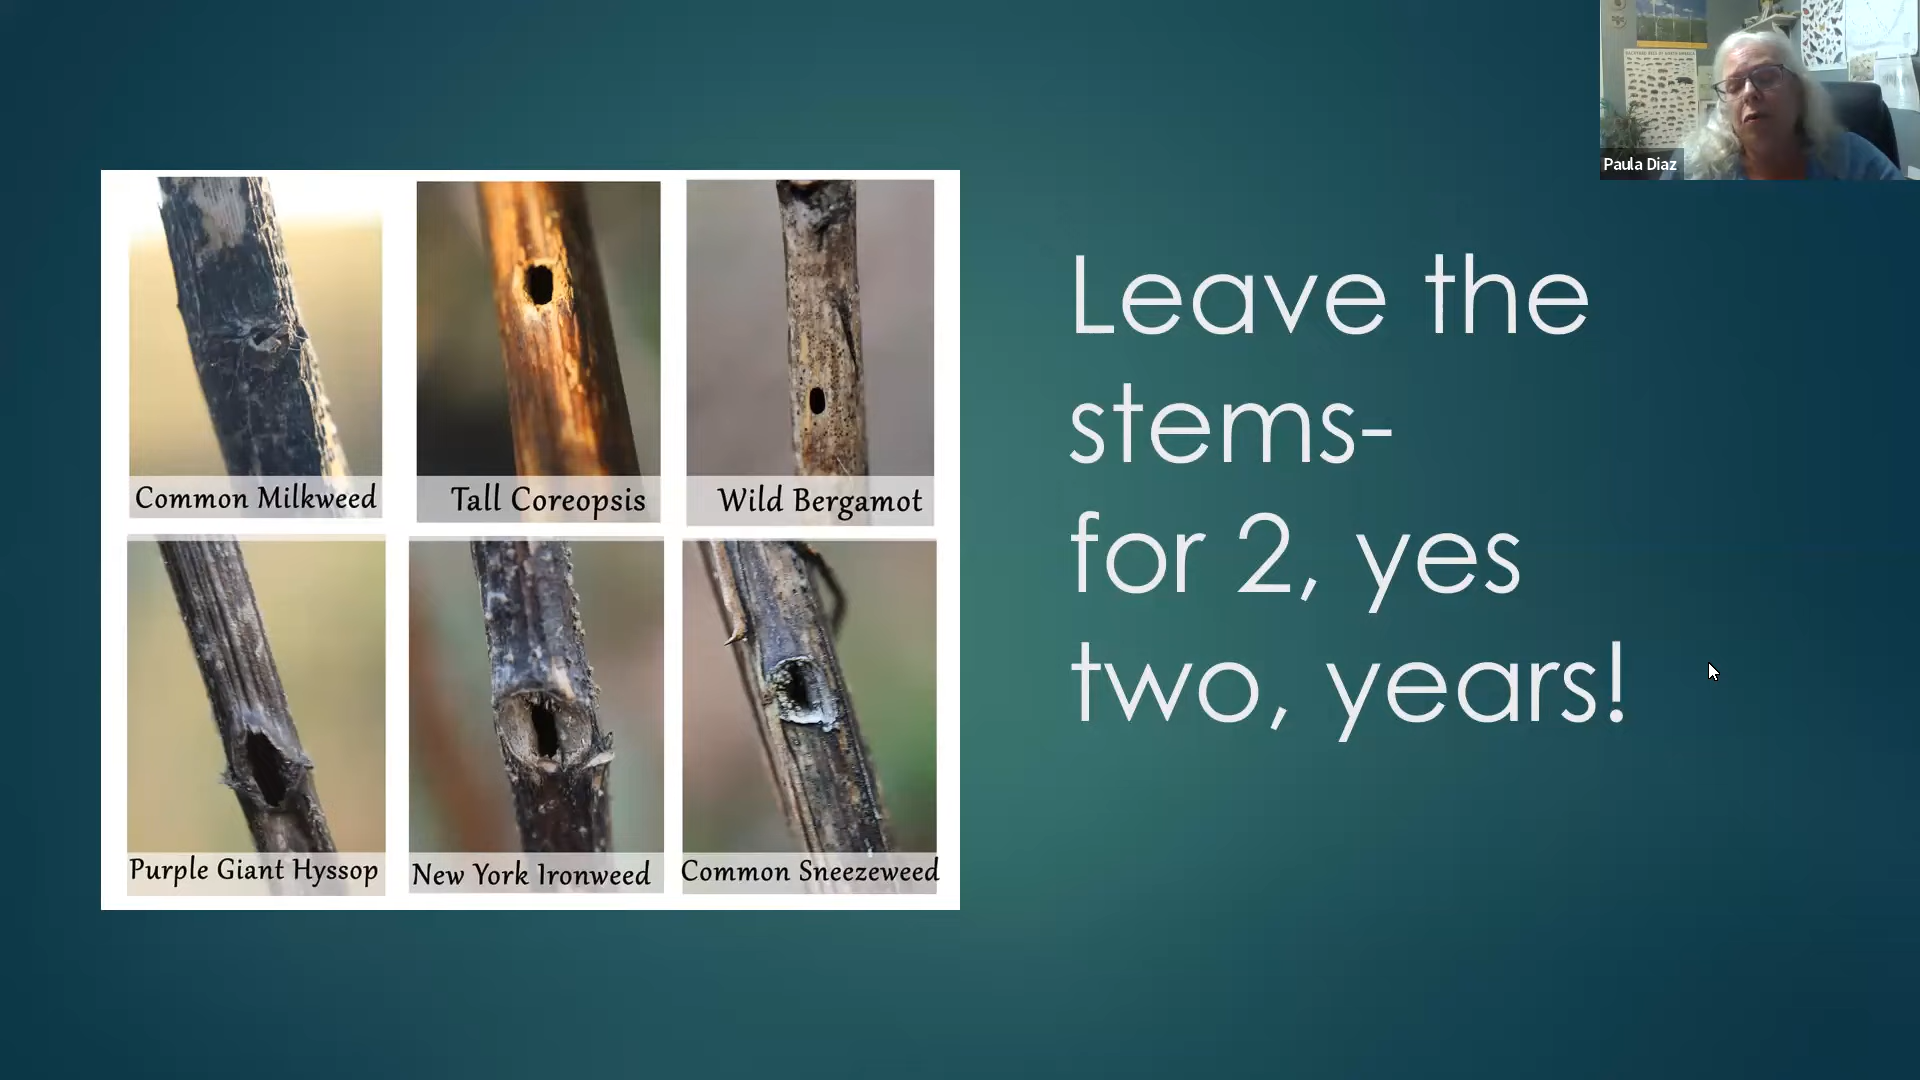 Paula Diaz
Common Milkweed
Tall Coreopsis
Wild Bergamot
Purple Giant Hyssop
New York Ironweed
Common Sneezeweed
Leave the
stems-
for 2, yes
two, years!